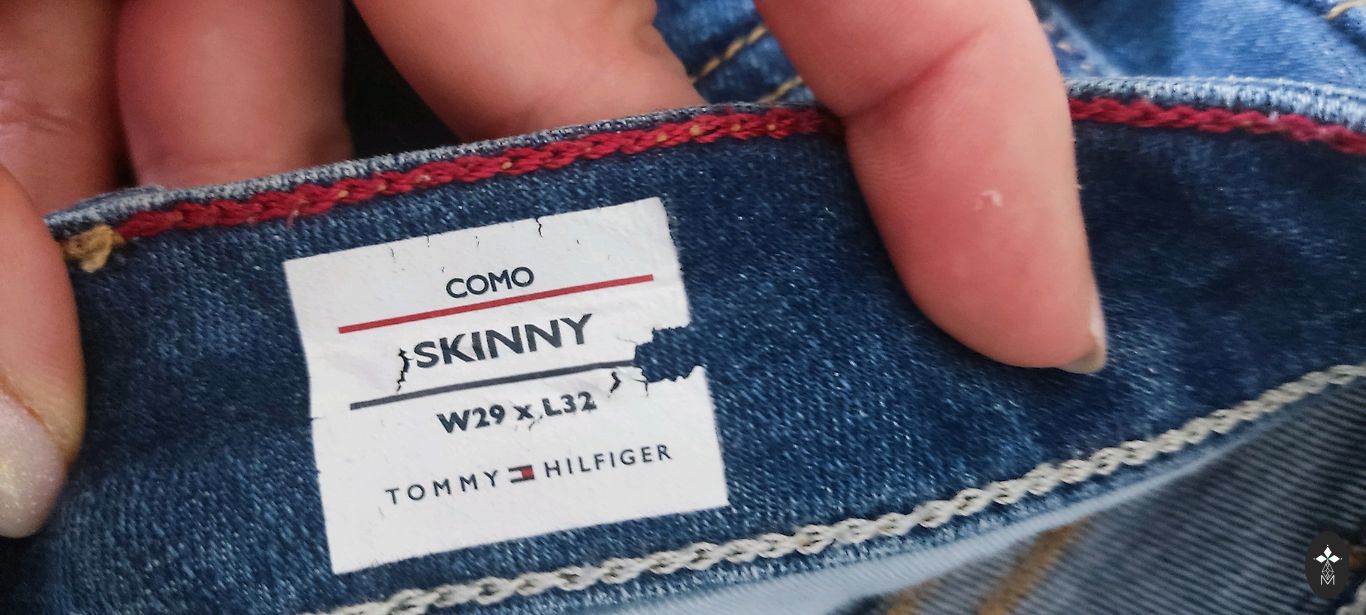 COMO
SKINNY
W29 x L32
TOMMY HILFIGER
M